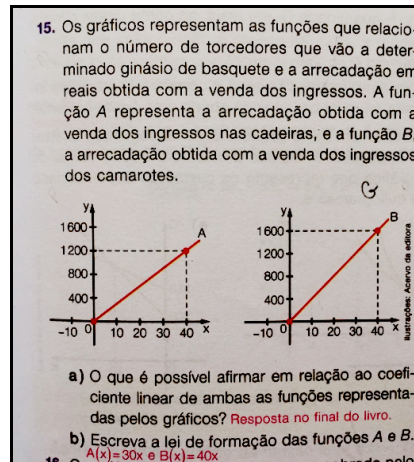 15. Os gráficos representam as funções que relacio-
nam o número de torcedores que vão a deter-
minado ginásio de basquete e a arrecadação em
reais obtida com a venda dos ingressos. A fun-
ção A representa a arrecadação obtida com a
venda dos ingressos nas cadeiras, e a função B,
a arrecadação obtida com a venda dos ingressos
dos camarotes.
G
y
1600
1200
800
400
-10 0 10 20 30 40 x
A
y
1600
1200
800
400
-10 0 10 20 30 40 x
B
Ilustrações: Acervo da editora
a) O que é possível afirmar em relação ao coefi-
ciente linear de ambas as funções representa-
das pelos gráficos? Resposta no final do livro.
b) Escreva a lei de formação das funções A e B.
A(x)=30x e B(x)=40x